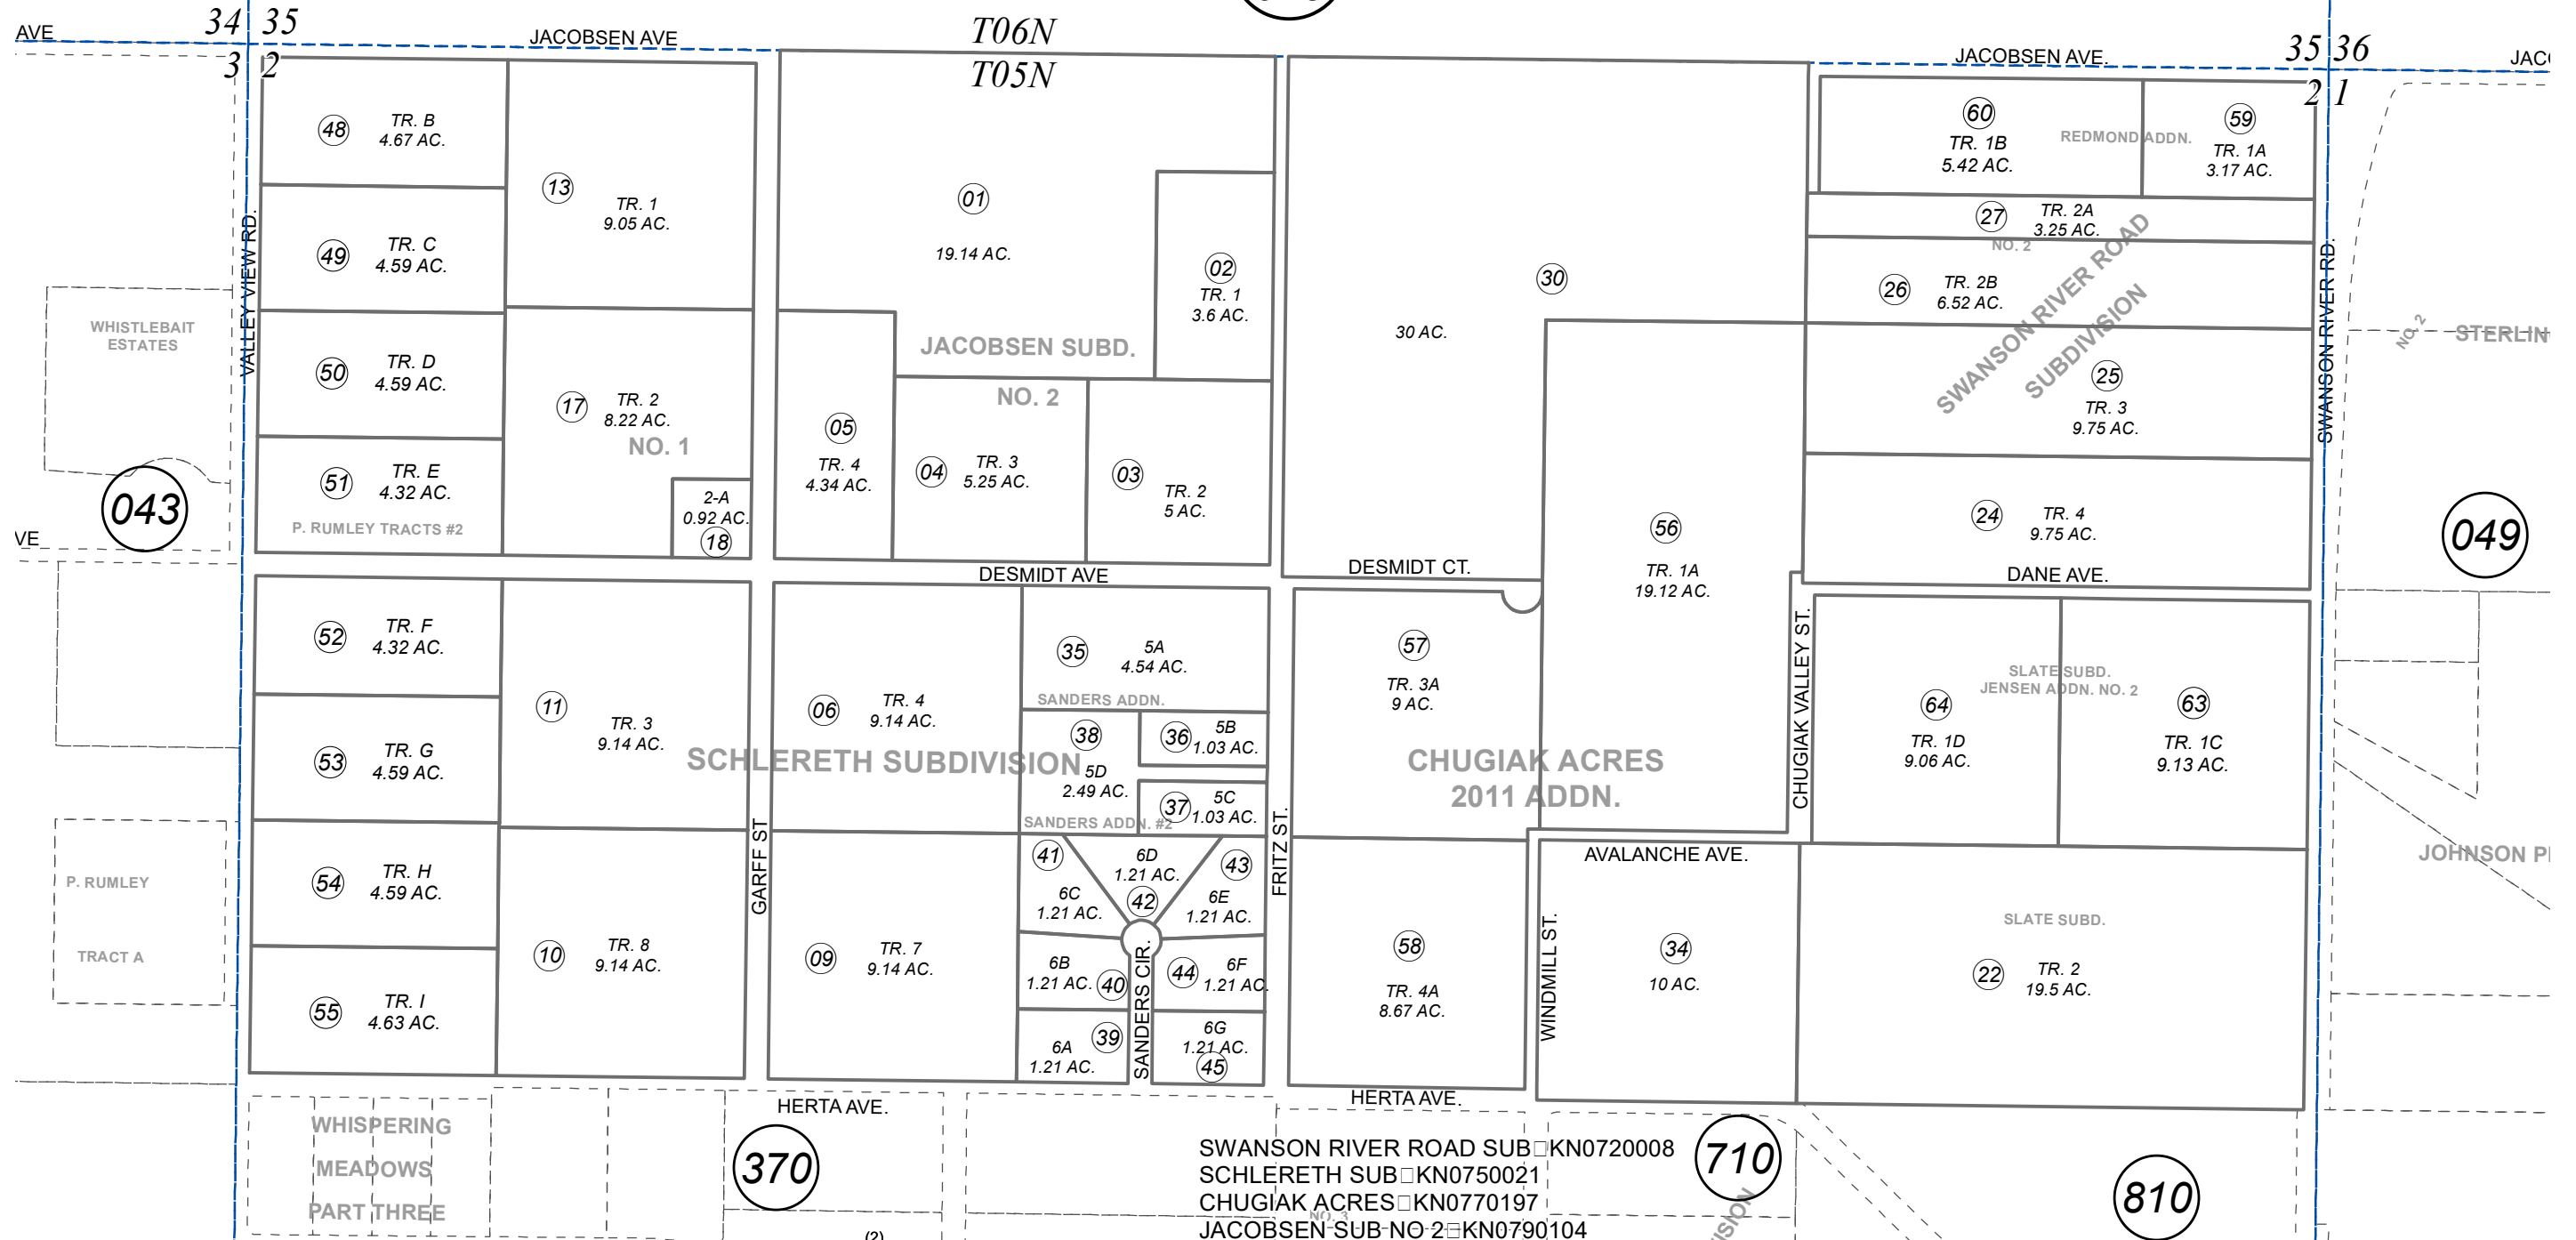 34 35
AVE
JACOBSEN AVE
T06N
T05N
JACOBSEN AVE.
35 36
3 2
2 1
48
TR. B
4.67 AC.
13
TR. 1
9.05 AC.
01
19.14 AC.
02
TR. 1
3.6 AC.
30
30 AC.
60
TR. 1B
5.42 AC.
REDMOND ADDN.
59
TR. 1A
3.17 AC.
27
TR. 2A
3.25 AC.
NO. 2
26
TR. 2B
6.52 AC.
SWANSON RIVER ROAD
SUBDIVISION
49
TR. C
4.59 AC.
VALLEY VIEW RD.
WHISTLEBAIT
ESTATES
50
TR. D
4.59 AC.
17
TR. 2
8.22 AC.
NO. 1
JACOBSEN SUBD.
NO. 2
25
TR. 3
9.75 AC.
SWANSON RIVER RD.
NO. 2
05
TR. 4
4.34 AC.
04
TR. 3
5.25 AC.
03
TR. 2
5 AC.
043
51
TR. E
4.32 AC.
P. RUMLEY TRACTS #2
2-A
0.92 AC.
18
56
TR. 1A
19.12 AC.
24
TR. 4
9.75 AC.
049
DESMIDT AVE
DESMIDT CT.
DANE AVE.
52
TR. F
4.32 AC.
11
TR. 3
9.14 AC.
06
TR. 4
9.14 AC.
35
5A
4.54 AC.
SANDERS ADDN.
57
TR. 3A
9 AC.
CHUGIAK VALLEY ST.
SLATE SUBD.
JENSEN ADDN. NO. 2
64
TR. 1D
9.06 AC.
63
TR. 1C
9.13 AC.
53
TR. G
4.59 AC.
SCHLERETH SUBDIVISION
38
5D
2.49 AC.
36
5B
1.03 AC.
37
5C
1.03 AC.
SANDERS ADDN. #2
CHUGIAK ACRES
2011 ADDN.
GARFF ST
FRITZ ST.
P. RUMLEY
TRACT A
54
TR. H
4.59 AC.
41
6C
1.21 AC.
6D
1.21 AC.
42
43
6E
1.21 AC.
AVALANCHE AVE.
10
TR. 8
9.14 AC.
09
TR. 7
9.14 AC.
6B
1.21 AC.
40
SANDERS CIR.
44
6F
1.21 AC.
58
TR. 4A
8.67 AC.
WINDMILL ST.
34
10 AC.
SLATE SUBD.
22
TR. 2
19.5 AC.
55
TR. I
4.63 AC.
39
6A
1.21 AC.
6G
1.21 AC.
45
HERTA AVE.
HERTA AVE.
WHISPERING
MEADOWS
PART THREE
370
710
810
SWANSON RIVER ROAD SUB□KN0720008
SCHLERETH SUB□KN0750021
CHUGIAK ACRES□KN0770197
NO. 3
JACOBSEN SUB NO 2□KN0790104
(2)